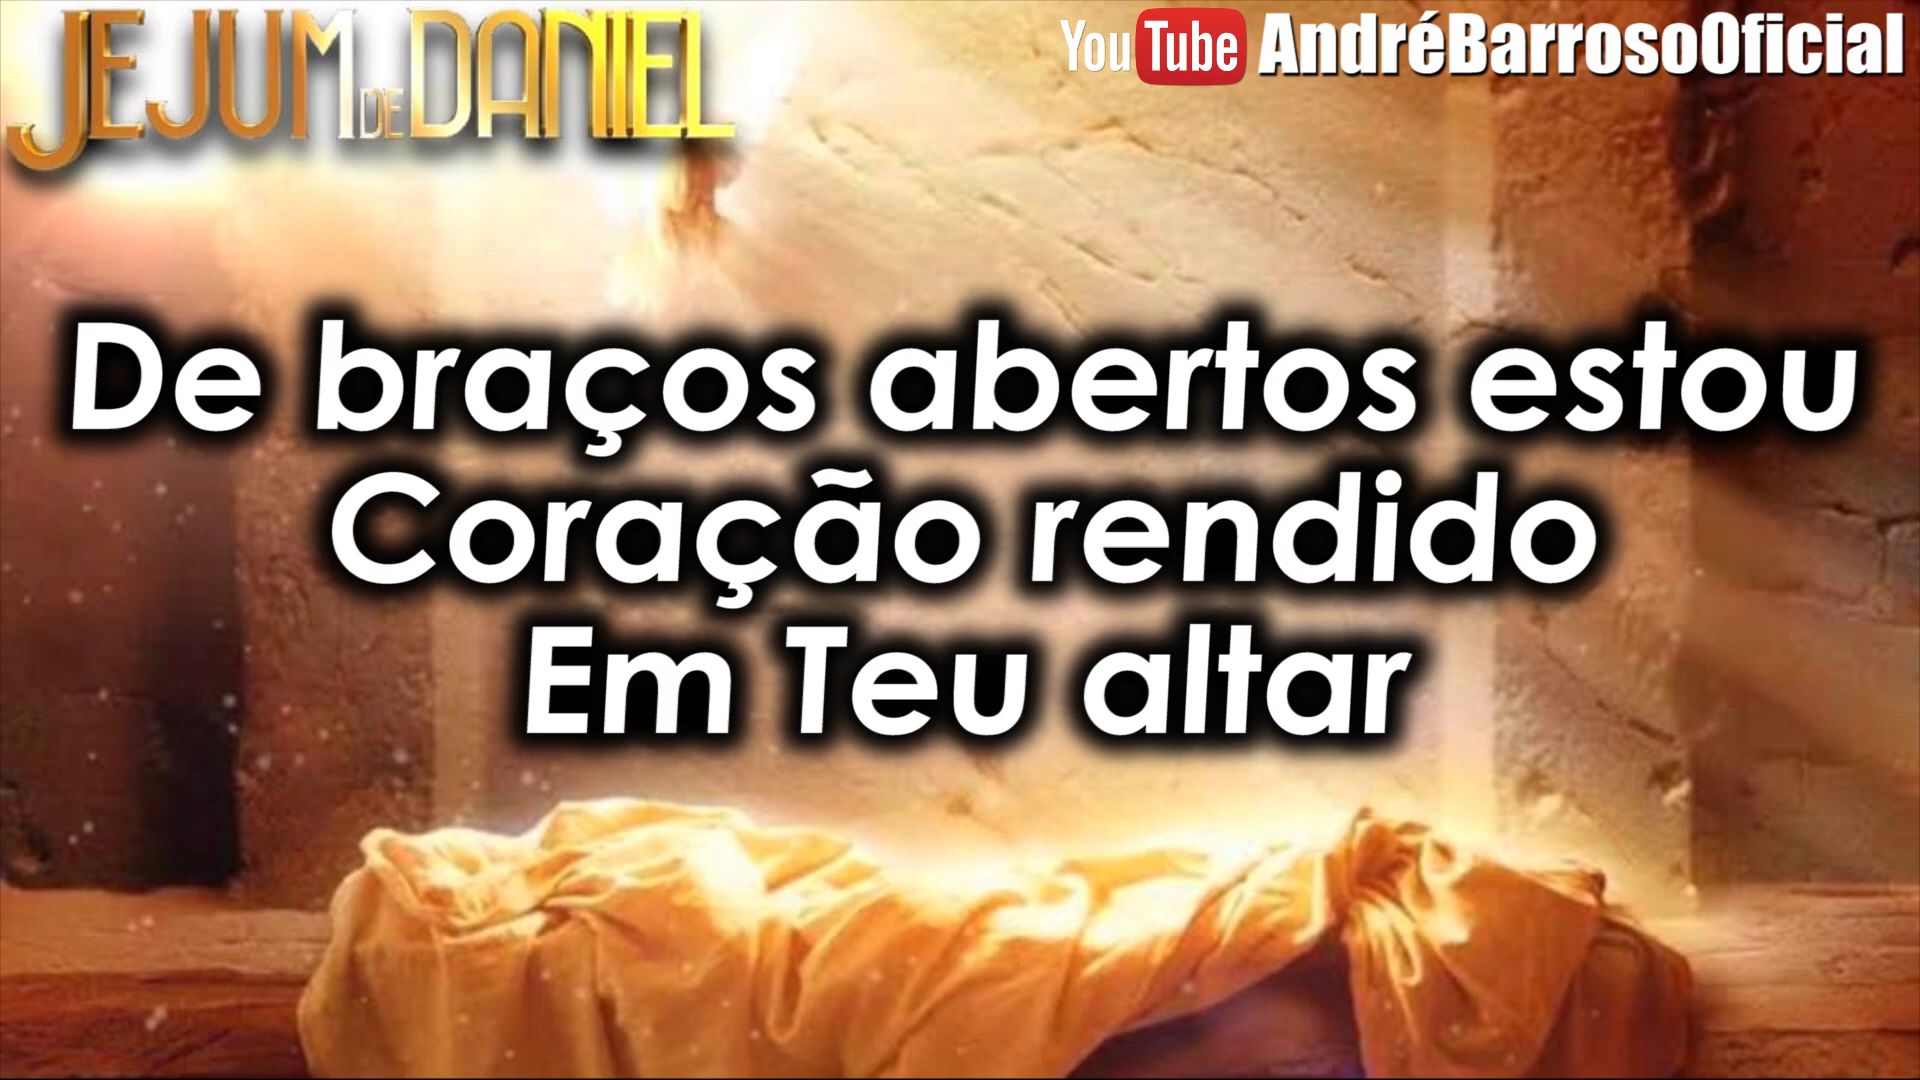 JEJUM DE DANIEL
YouTube AndréBarrosoOficial
De braços abertos estou
Coração rendido
Em Teu altar